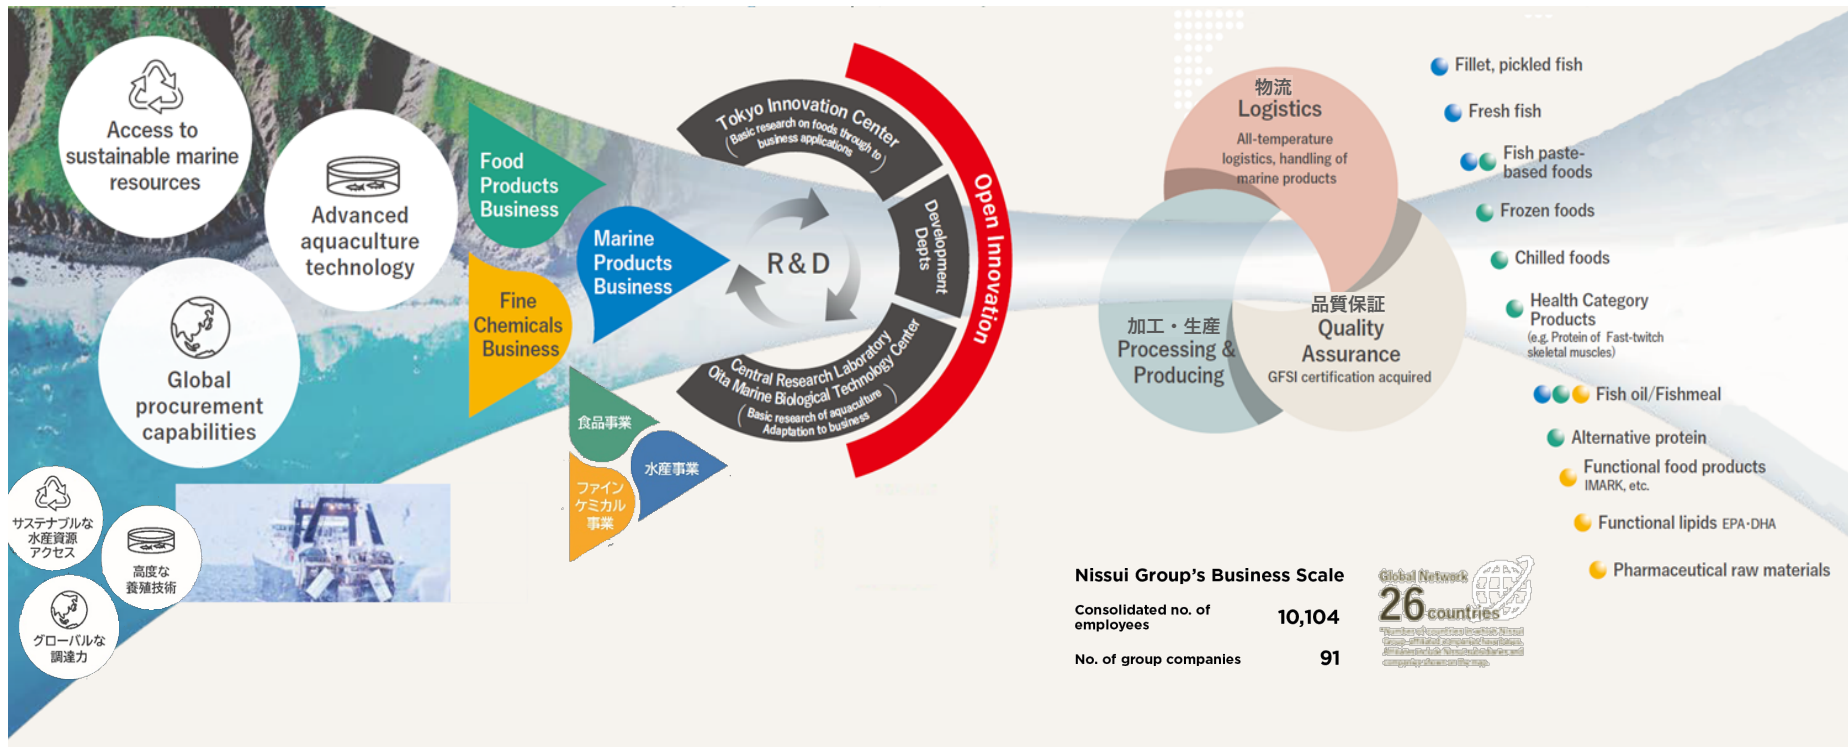 Access to
sustainable marine
resources
Advanced
aquaculture
technology
Global
procurement
capabilities
サステナブルな
水産資源
アクセス
高度な
養殖技術
グローバルな
調達力
Food
Products
Business
Marine
Products
Business
Fine
Chemicals
Business
食品事業
水産事業
ファイン
ケミカル
事業
R & D
Tokyo Innovation Center
(Basic research on foods through to
business applications)
Development
Depts
Central Research Laboratory
Oita Marine Biological Technology Center
(Basic research of aquaculture
Adaptation to business)
Open Innovation
物流
Logistics
All-temperature
logistics, handling of
marine products
加工・生産
Processing &
Producing
品質保証
Quality
Assurance
GFSI certification acquired
Fillet, pickled fish
Fresh fish
Fish paste-
based foods
Frozen foods
Chilled foods
Health Category
Products
(e.g. Protein of Fast-twitch
skeletal muscles)
Fish oil/Fishmeal
Alternative protein
Functional food products
IMARK, etc.
Functional lipids EPA·DHA
Pharmaceutical raw materials
Nissui Group’s Business Scale
Consolidated no. of
employees
10,104
No. of group companies
91
Global Network
26 countries